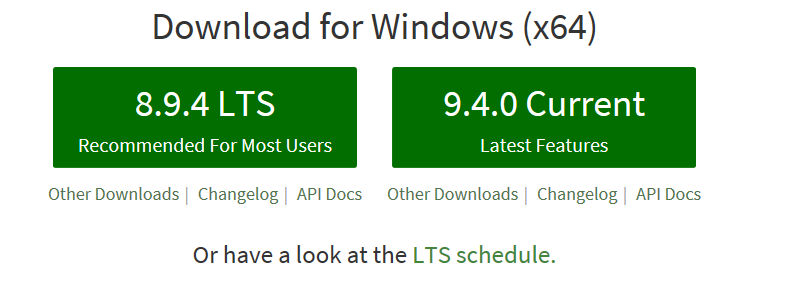 Download for Windows (x64)
8.9.4 LTS
Recommended For Most Users
9.4.0 Current
Latest Features
Other Downloads | Changelog | API Docs
Other Downloads | Changelog | API Docs
Or have a look at the LTS schedule.